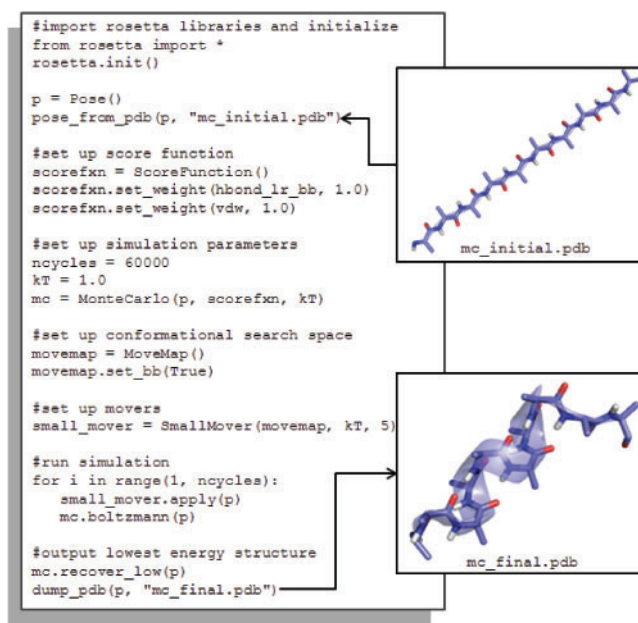 #import rosetta libraries and initialize
from rosetta import *
rosetta.init()
p = Pose()
pose_from_pdb(p, "mc_initial.pdb")
#set up score function
scorefxn = ScoreFunction()
scorefxn.set_weight(hbond_lr_bb, 1.0)
scorefxn.set_weight(vdw, 1.0)
#set up simulation parameters
ncycles = 60000
kT = 1.0
mc = MonteCarlo(p, scorefxn, kT)
#set up conformational search space
movemap = MoveMap()
movemap.set_bb(True)
#set up movers
small_mover = SmallMover(movemap, kT, 5)
#run simulation
for i in range(1, ncycles):
small_mover.apply(p)
mc.boltzmann(p)
#output lowest energy structure
mc.recover_low(p)
dump_pdb(p, "mc_final.pdb")
mc_initial.pdb
mc_final.pdb